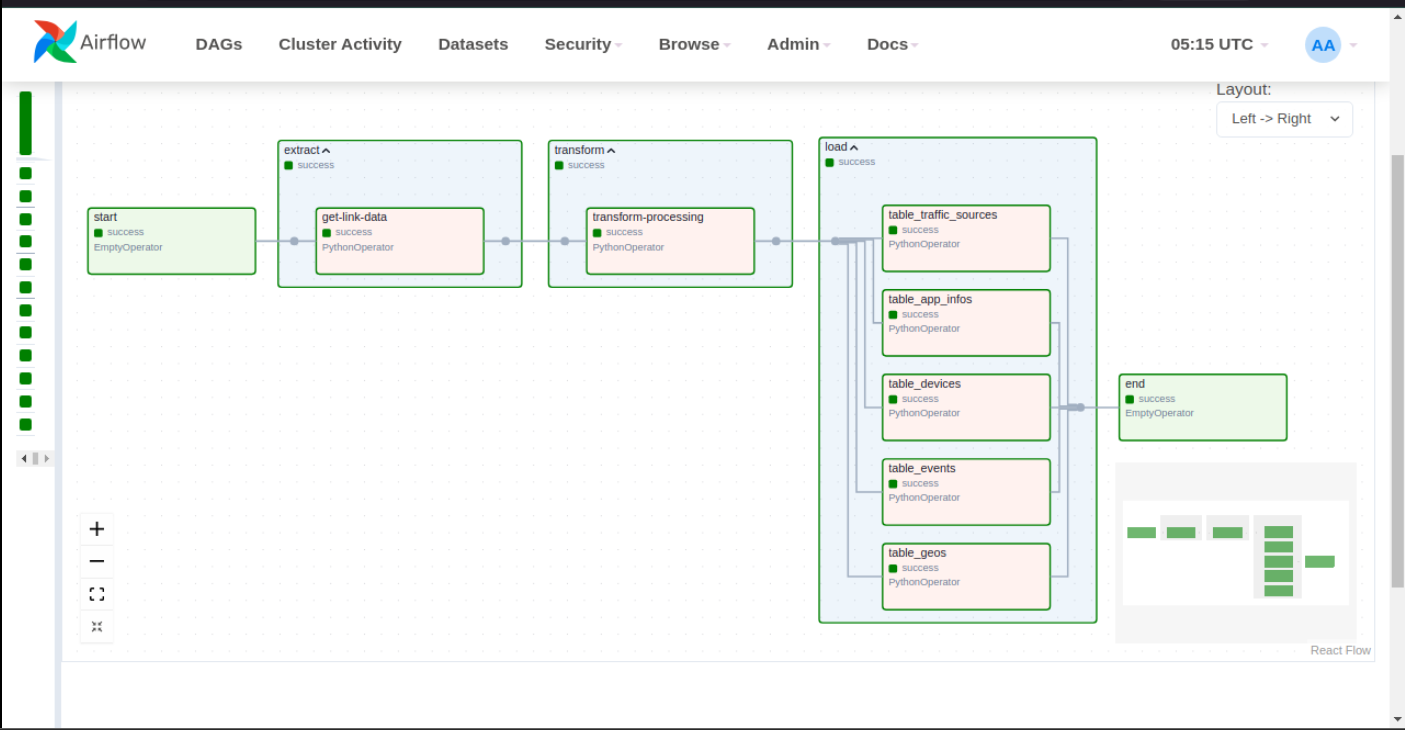 Airflow
DAGs Cluster Activity Datasets Security Browse Admin Docs 05:15 UTC AA
Layout:
Left -> Right
start
success
EmptyOperator
extract
success
get-link-data
success
PythonOperator
transform
success
transform-processing
success
PythonOperator
load
success
table_traffic_sources
success
PythonOperator
table_app_infos
success
PythonOperator
table_devices
success
PythonOperator
table_events
success
PythonOperator
table_geos
success
PythonOperator
end
success
EmptyOperator
React Flow